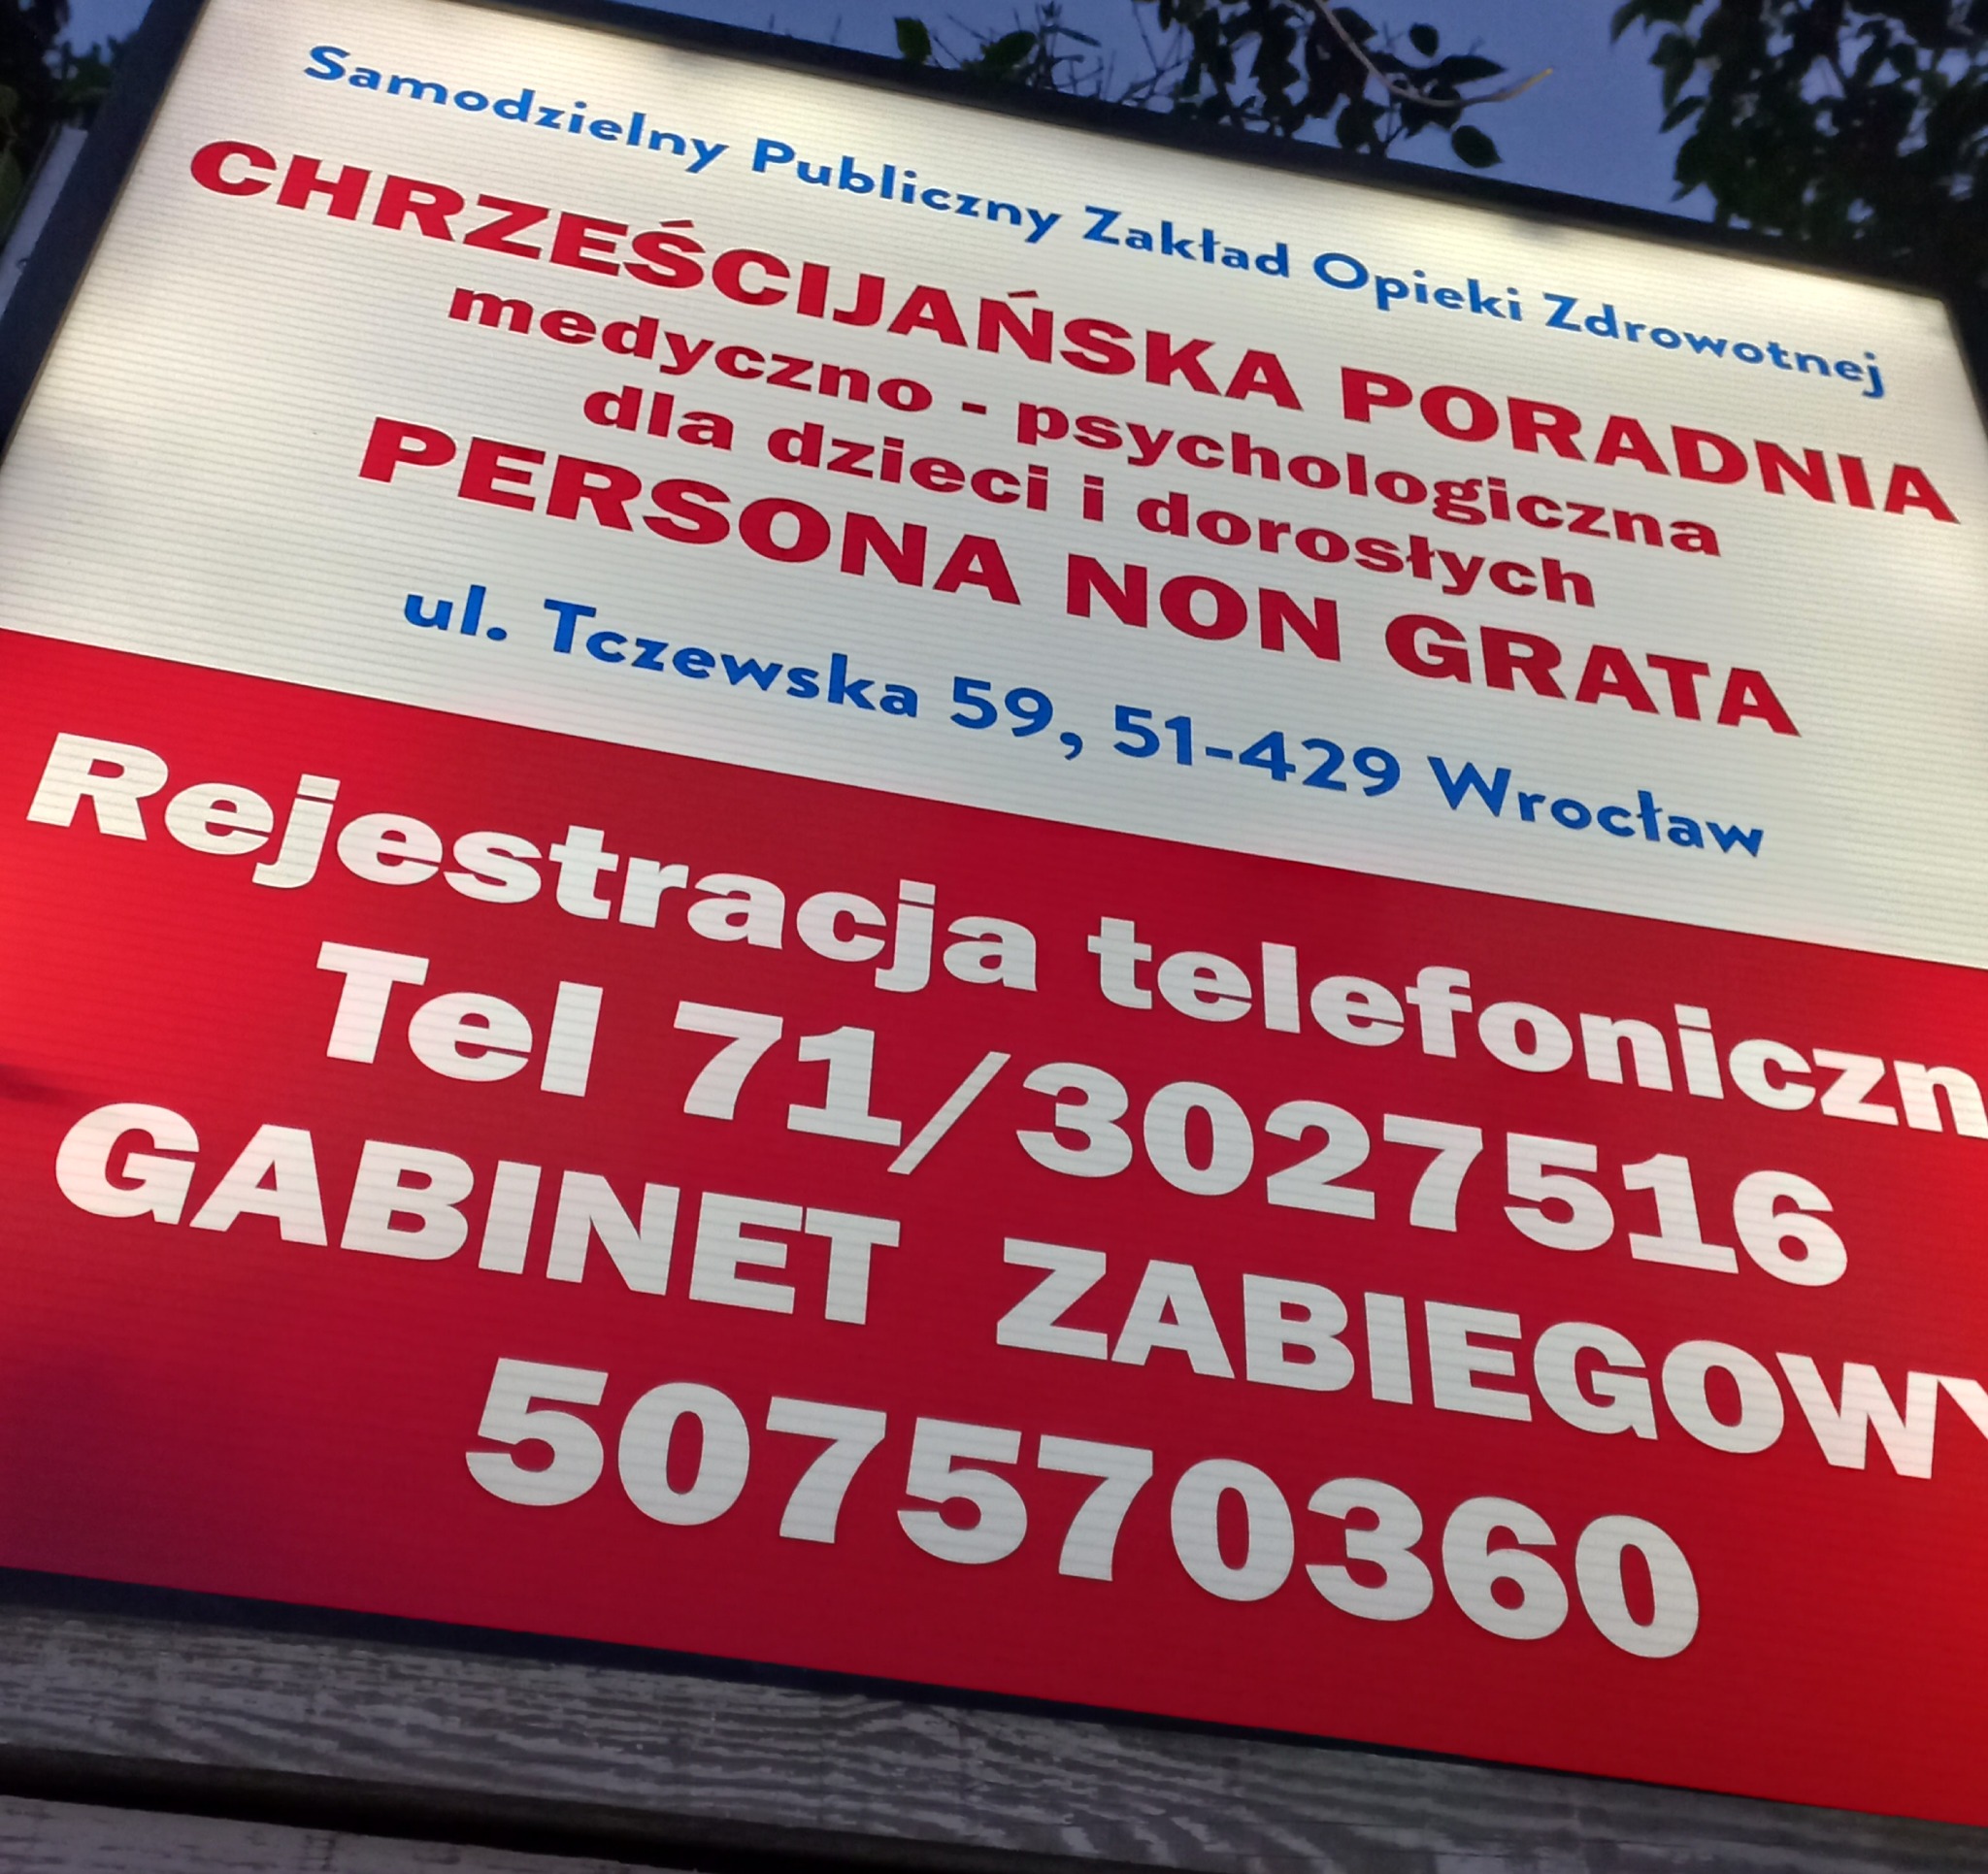 Samodzielny Publiczny Zakład Opieki Zdrowotnej
CHRZEŚCIJAŃSKA PORADNIA
medyczno - psychologiczna
dla dzieci i dorosłych
PERSONA NON GRATA
ul. Tczewska 59, 51-429 Wrocław
Rejestracja telefoniczn
Tel 71/3027516
GABINET ZABIEGOWY
507570360